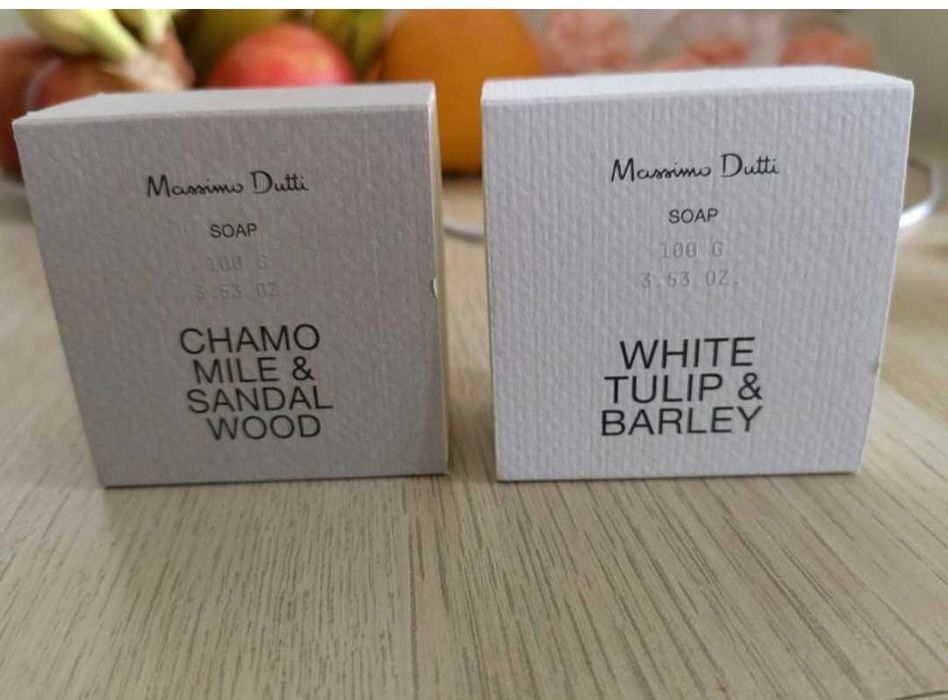 Massimo Dutti
SOAP
100 G
3.53 OZ
CHAMO
MILE &
SANDAL
WOOD
Massimo Dutti
SOAP
100 G
3.53 OZ.
WHITE
TULIP &
BARLEY